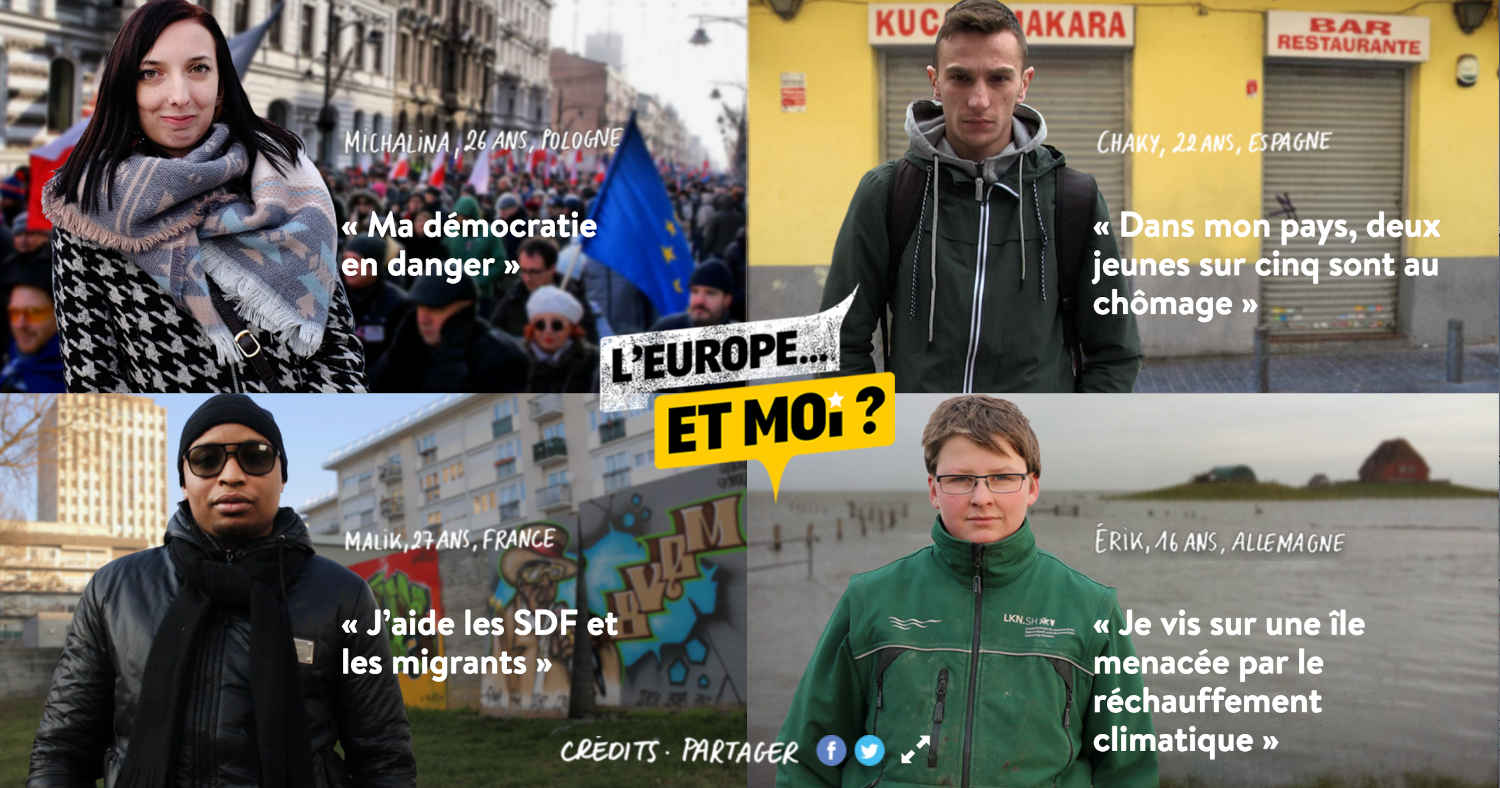 KUC
MAKARA
BAR
RESTAURANTE
MICHALINA, 26 ANS, POLOGNE
« Ma démocratie
en danger »
CHAKY, 22 ANS, ESPAGNE
« Dans mon pays, deux
jeunes sur cinq sont au
chômage »
L'EUROPE...
ET MOI ?
MALIK, 27 ANS, FRANCE
« J'aide les SDF et
les migrants »
ÉRIK, 16 ANS, ALLEMAGNE
LKN.SH
« Je vis sur une île
menacée par le
réchauffement
climatique »
CRÉDITS · PARTAGER